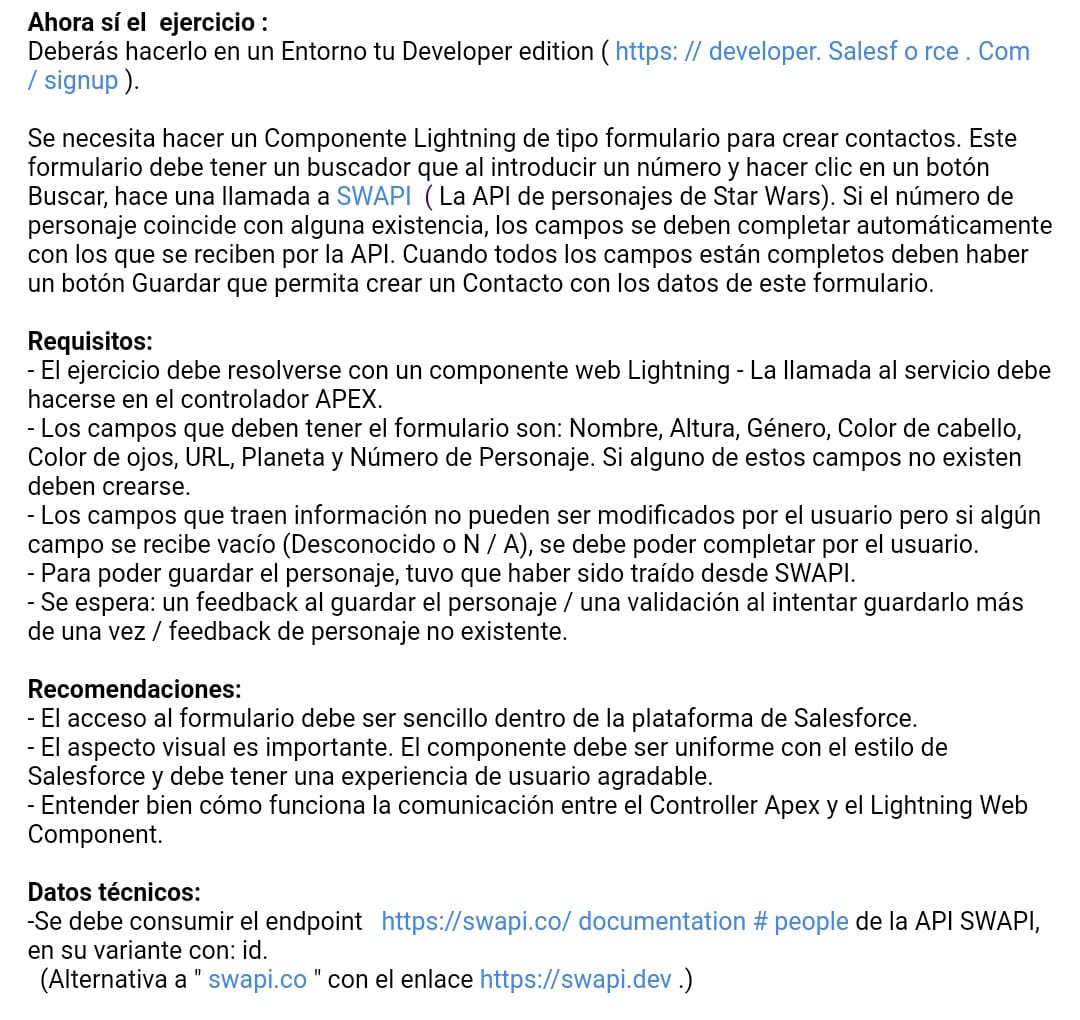 Ahora sí el ejercicio :
Deberás hacerlo en un Entorno tu Developer edition ( https: // developer. Salesf o rce . Com
/ signup ).
Se necesita hacer un Componente Lightning de tipo formulario para crear contactos. Este
formulario debe tener un buscador que al introducir un número y hacer clic en un botón
Buscar, hace una llamada a SWAPI ( La API de personajes de Star Wars). Si el número de
personaje coincide con alguna existencia, los campos se deben completar automáticamente
con los que se reciben por la API. Cuando todos los campos están completos deben haber
un botón Guardar que permita crear un Contacto con los datos de este formulario.
Requisitos:
- El ejercicio debe resolverse con un componente web Lightning - La llamada al servicio debe
hacerse en el controlador APEX.
- Los campos que deben tener el formulario son: Nombre, Altura, Género, Color de cabello,
Color de ojos, URL, Planeta y Número de Personaje. Si alguno de estos campos no existen
deben crearse.
- Los campos que traen información no pueden ser modificados por el usuario pero si algún
campo se recibe vacío (Desconocido o N / A), se debe poder completar por el usuario.
- Para poder guardar el personaje, tuvo que haber sido traído desde SWAPI.
- Se espera: un feedback al guardar el personaje / una validación al intentar guardarlo más
de una vez / feedback de personaje no existente.
Recomendaciones:
- El acceso al formulario debe ser sencillo dentro de la plataforma de Salesforce.
- El aspecto visual es importante. El componente debe ser uniforme con el estilo de
Salesforce y debe tener una experiencia de usuario agradable.
- Entender bien cómo funciona la comunicación entre el Controller Apex y el Lightning Web
Component.
Datos técnicos:
-Se debe consumir el endpoint https://swapi.co/ documentation # people de la API SWAPI,
en su variante con: id.
(Alternativa a " swapi.co " con el enlace https://swapi.dev .)